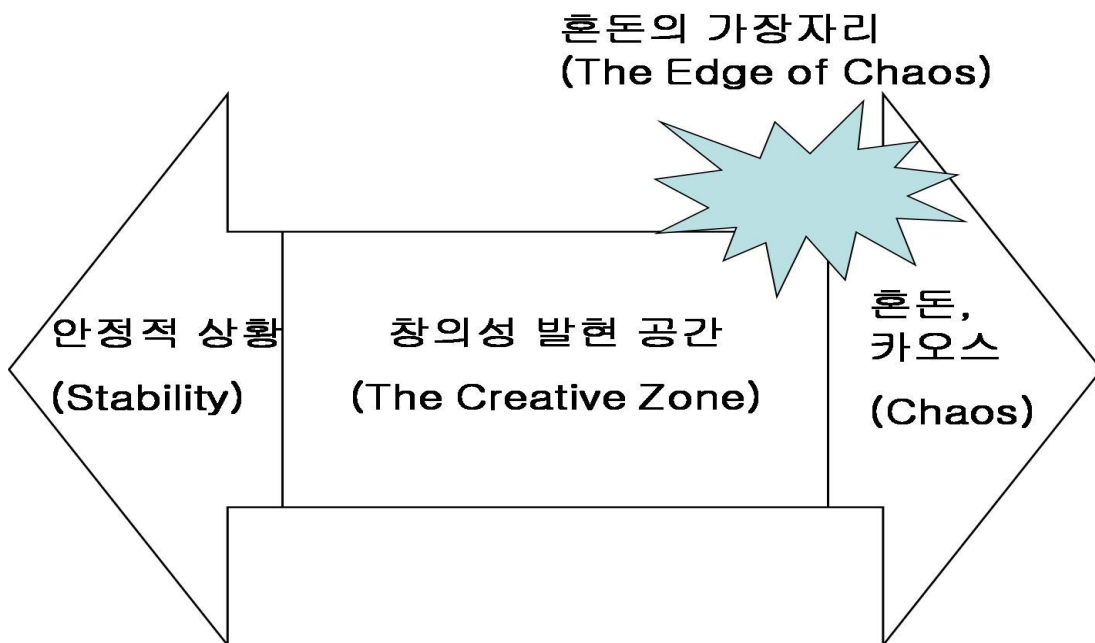 혼돈의 가장자리
(The Edge of Chaos)
안정적 상황
(Stability)
창의성 발현 공간
(The Creative Zone)
혼돈,
카오스
(Chaos)